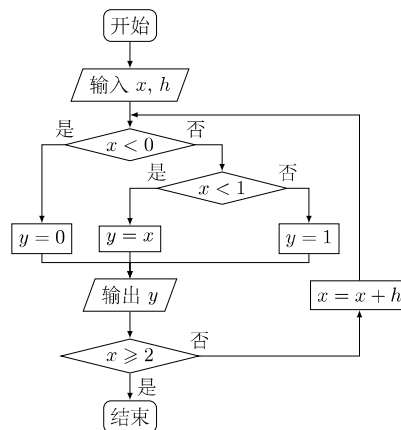 开始
输入 x, h
是 否
x < 0
是 否
x < 1
y = 0 y = x y = 1
输出 y
x = x + h
否
x ⩾ 2
是
结束